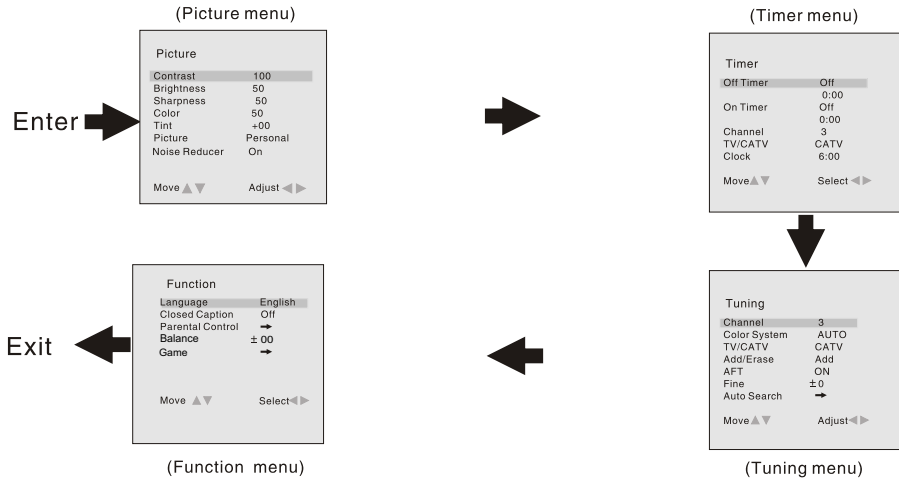 (Picture menu)
Picture
Contrast 100
Brightness 50
Sharpness 50
Color 50
Tint +00
Picture Personal
Noise Reducer On
Move ▲▼ Adjust ◀▶
Enter
(Timer menu)
Timer
Off Timer Off
0:00
On Timer Off
0:00
Channel 3
TV/CATV CATV
Clock 6:00
Move▲▼ Select ◀▶
Tuning
Channel 3
Color System AUTO
TV/CATV CATV
Add/Erase Add
AFT ON
Fine ±0
Auto Search →
Move▲▼ Adjust◀▶
(Tuning menu)
Function
Language English
Closed Caption Off
Parental Control →
Balance ±00
Game →
Move ▲▼ Select◀▶
(Function menu)
Exit